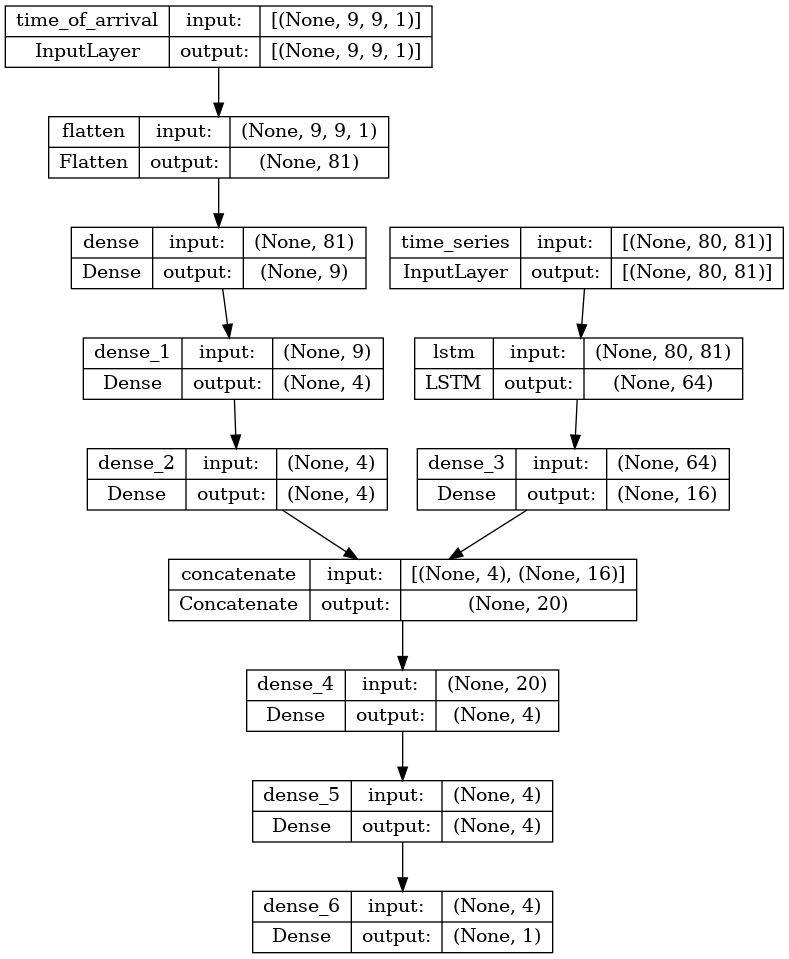 time_of_arrival input: [(None, 9, 9, 1)]
InputLayer output: [(None, 9, 9, 1)]
flatten input: (None, 9, 9, 1)
Flatten output: (None, 81)
dense input: (None, 81)
Dense output: (None, 9)
time_series input: [(None, 80, 81)]
InputLayer output: [(None, 80, 81)]
dense_1 input: (None, 9)
Dense output: (None, 4)
lstm input: (None, 80, 81)
LSTM output: (None, 64)
dense_2 input: (None, 4)
Dense output: (None, 4)
dense_3 input: (None, 64)
Dense output: (None, 16)
concatenate input: [(None, 4), (None, 16)]
Concatenate output: (None, 20)
dense_4 input: (None, 20)
Dense output: (None, 4)
dense_5 input: (None, 4)
Dense output: (None, 4)
dense_6 input: (None, 4)
Dense output: (None, 1)